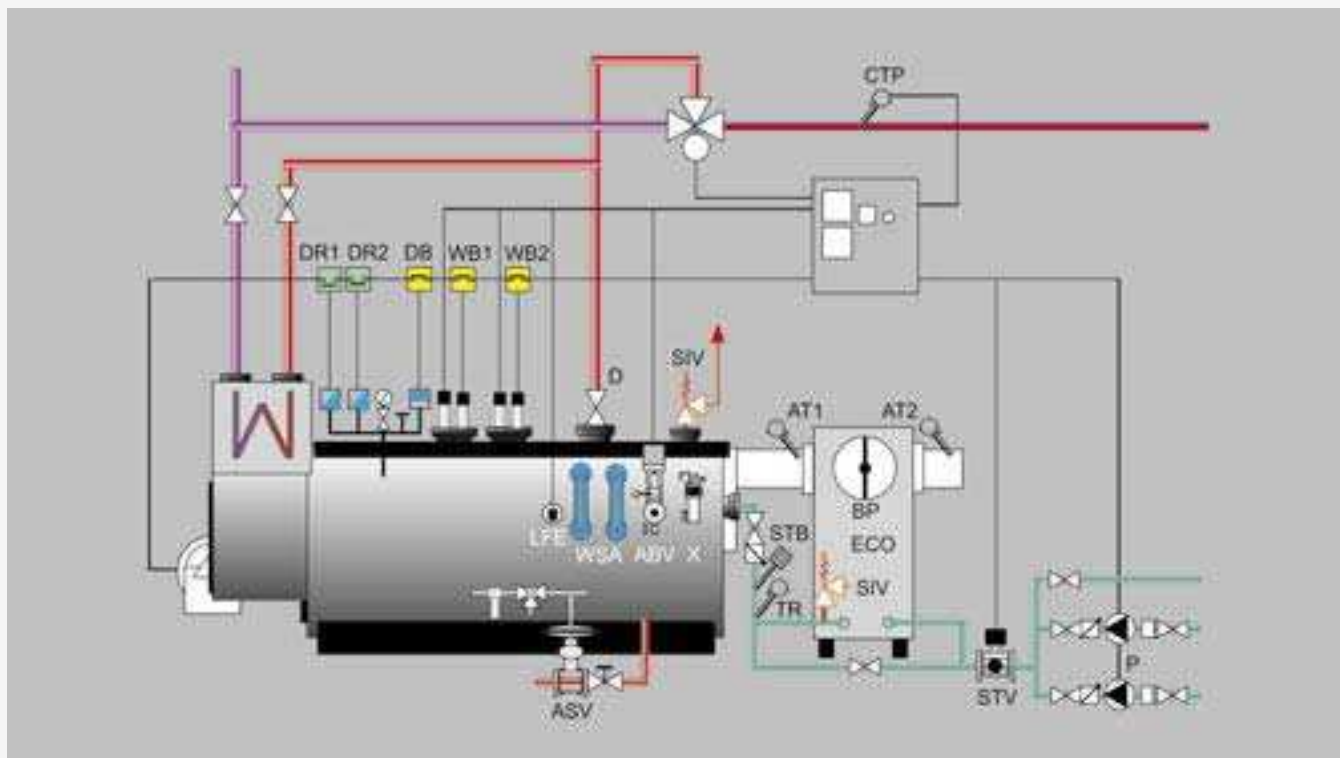 CTP
DR1 DR2 DB WB1 WB2
SIV
D
AT1 AT2
BP
LFE
WSA ABV X
STB
ECO
SIV
TR
P
STV
ASV